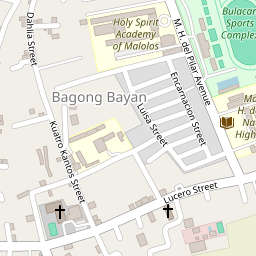 Bulacan
Sports
Complex
Holy Spirit
Academy
of Malolos
M. H. del Pilar Avenue
Dahlia Street
Encarnacion Street
Bagong Bayan
Luisa Street
Kuatro Kantos Street
Lucero Street